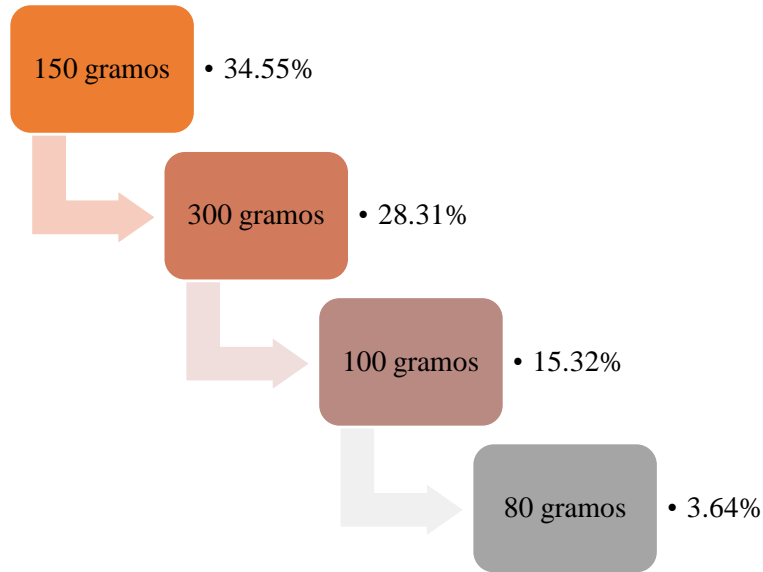 150 gramos • 34.55%
300 gramos • 28.31%
100 gramos • 15.32%
80 gramos • 3.64%